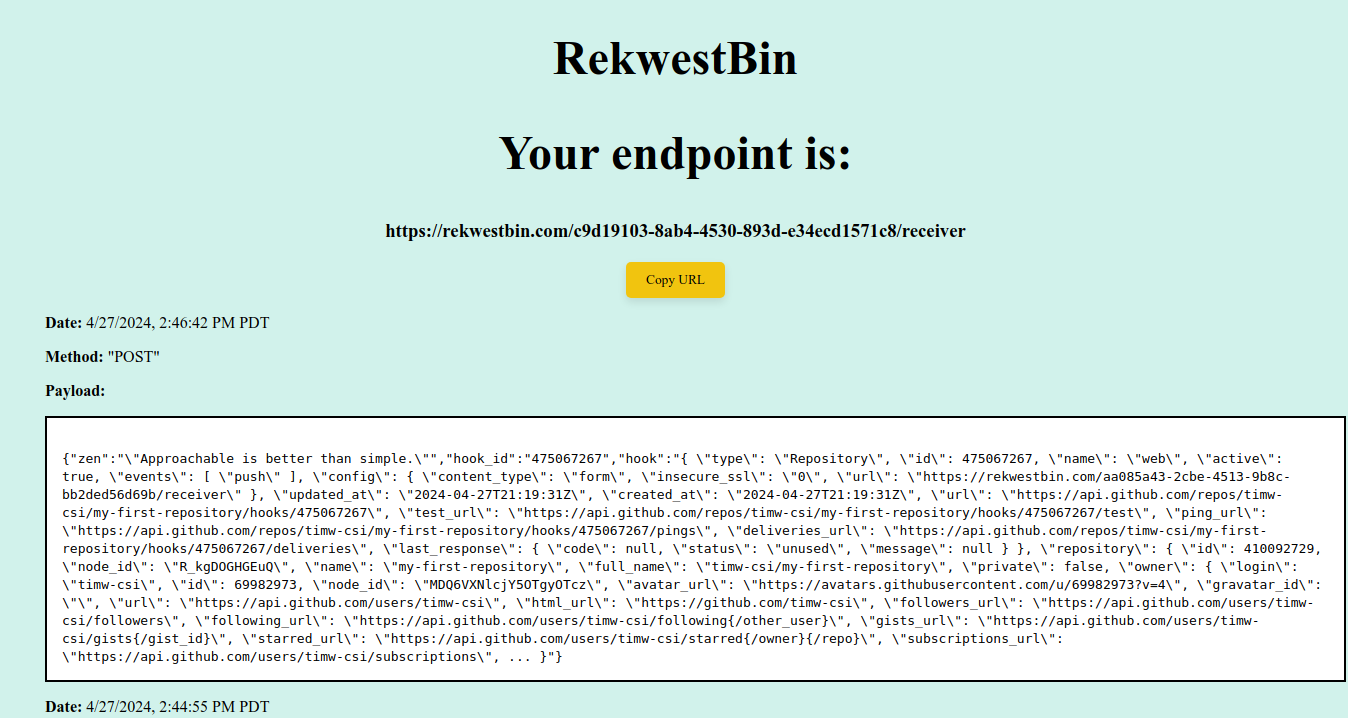 RekwestBin
Your endpoint is:
https://rekwestbin.com/c9d19103-8ab4-4530-893d-e34ecd1571c8/receiver
Copy URL
Date: 4/27/2024, 2:46:42 PM PDT
Method: "POST"
Payload:
{"zen":"\"Approachable is better than simple.\"","hook_id":"475067267","hook":"{ \"type\": \"Repository\", \"id\": 475067267, \"name\": \"web\", \"active\":
true, \"events\": [ \"push\" ], \"config\": { \"content_type\": \"form\", \"insecure_ssl\": \"0\", \"url\": \"https://rekwestbin.com/aa085a43-2cbe-4513-9b8c-
bb2ded56d69b/receiver\" }, \"updated_at\": \"2024-04-27T21:19:31Z\", \"created_at\": \"2024-04-27T21:19:31Z\", \"url\": \"https://api.github.com/repos/timw-
csi/my-first-repository/hooks/475067267\", \"test_url\": \"https://api.github.com/repos/timw-csi/my-first-repository/hooks/475067267/test\", \"ping_url\":
\"https://api.github.com/repos/timw-csi/my-first-repository/hooks/475067267/pings\", \"deliveries_url\": \"https://api.github.com/repos/timw-csi/my-first-
repository/hooks/475067267/deliveries\", \"last_response\": { \"code\": null, \"status\": \"unused\", \"message\": null } }, \"repository\": { \"id\": 410092729,
\"node_id\": \"R_kgDOGHGEuQ\", \"name\": \"my-first-repository\", \"full_name\": \"timw-csi/my-first-repository\", \"private\": false, \"owner\": { \"login\":
\"timw-csi\", \"id\": 69982973, \"node_id\": \"MDQ6VXNlcjY5OTgyOTcz\", \"avatar_url\": \"https://avatars.githubusercontent.com/u/69982973?v=4\", \"gravatar_id\":
\"\", \"url\": \"https://api.github.com/users/timw-csi\", \"html_url\": \"https://github.com/timw-csi\", \"followers_url\": \"https://api.github.com/users/timw-
csi/followers\", \"following_url\": \"https://api.github.com/users/timw-csi/following{/other_user}\", \"gists_url\": \"https://api.github.com/users/timw-
csi/gists{/gist_id}\", \"starred_url\": \"https://api.github.com/users/timw-csi/starred{/owner}{/repo}\", \"subscriptions_url\":
\"https://api.github.com/users/timw-csi/subscriptions\", ... }"}
Date: 4/27/2024, 2:44:55 PM PDT